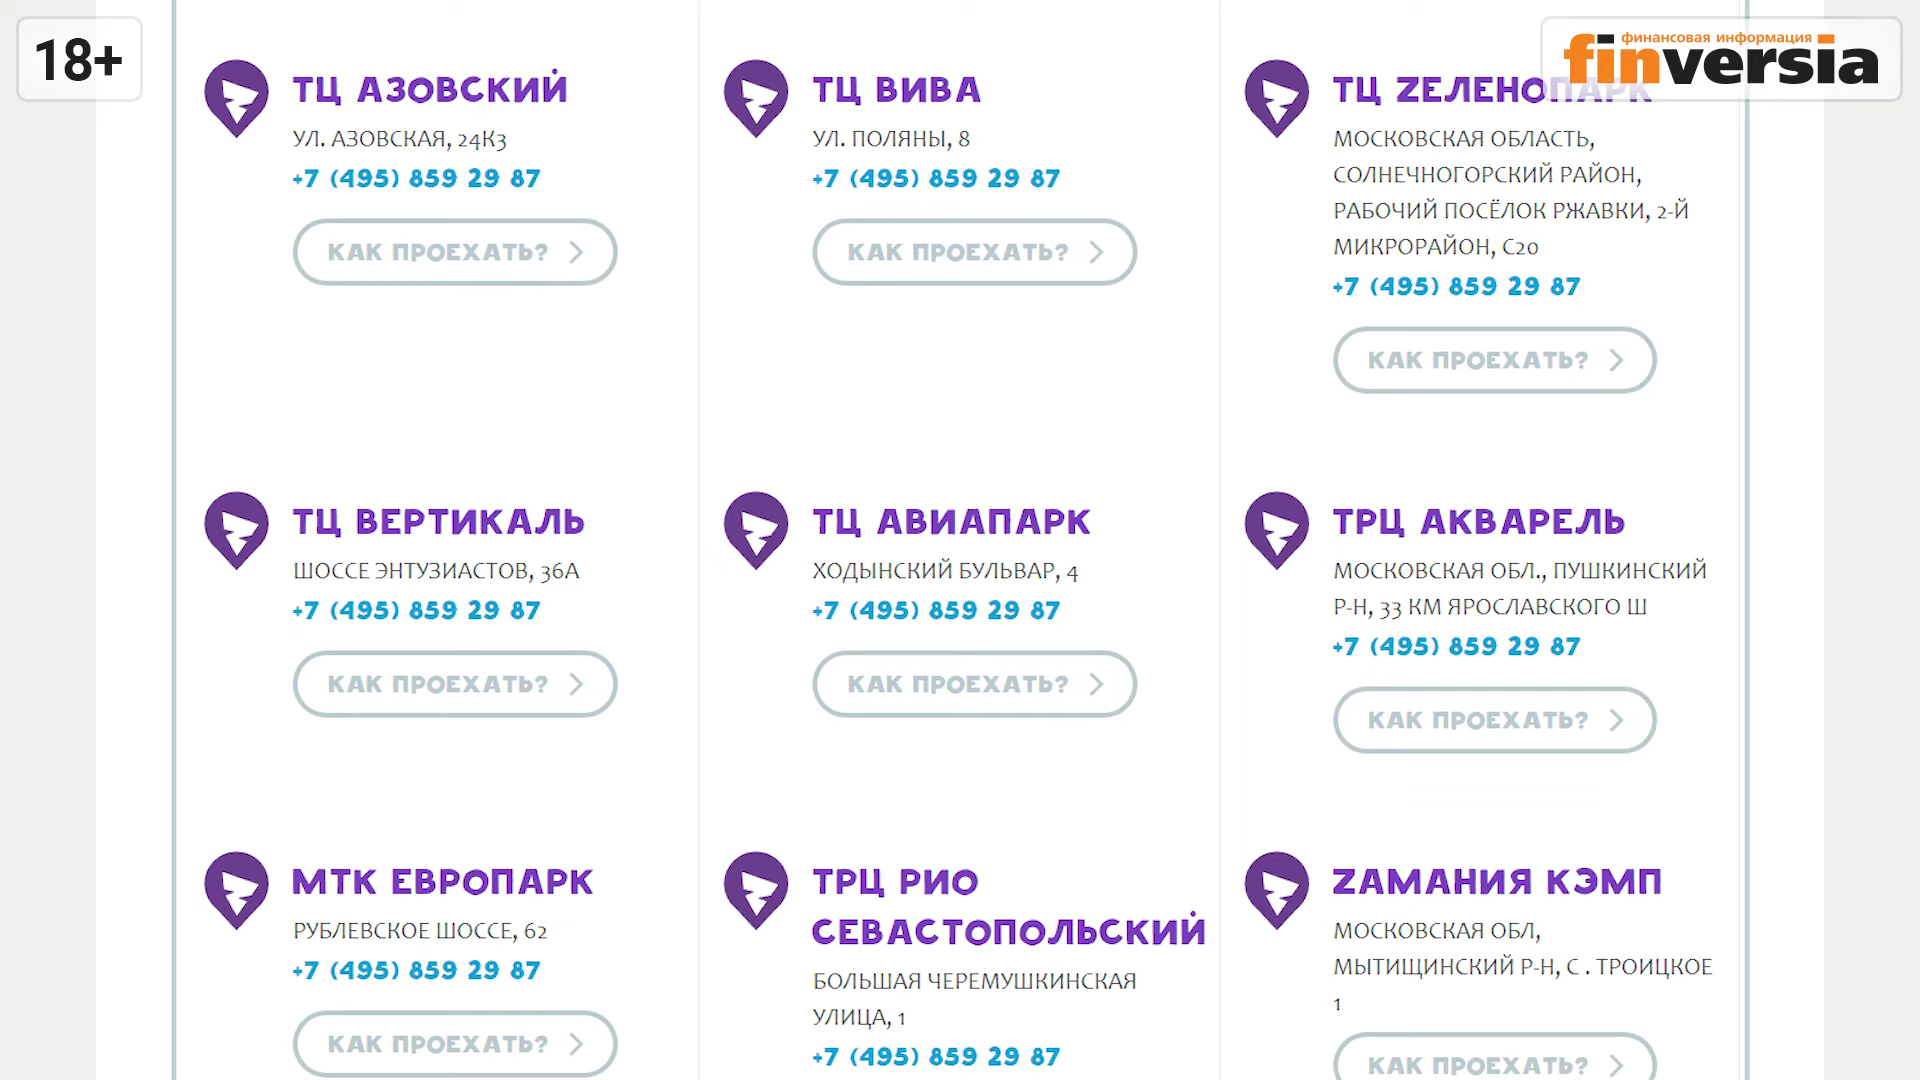 18+
финансовая информация
finversia
ТЦ АЗОВСКИЙ
УЛ. АЗОВСКАЯ, 24К3
+7 (495) 859 29 87
КАК ПРОЕХАТЬ?
ТЦ ВИВА
УЛ. ПОЛЯНЫ, 8
+7 (495) 859 29 87
КАК ПРОЕХАТЬ?
ТЦ ZЕЛЕНОПАРК
МОСКОВСКАЯ ОБЛАСТЬ,
СОЛНЕЧНОГОРСКИЙ РАЙОН,
РАБОЧИЙ ПОСЁЛОК РЖАВКИ, 2-Й
МИКРОРАЙОН, С20
+7 (495) 859 29 87
КАК ПРОЕХАТЬ?
ТЦ ВЕРТИКАЛЬ
ШОССЕ ЭНТУЗИАСТОВ, 36А
+7 (495) 859 29 87
КАК ПРОЕХАТЬ?
ТЦ АВИАПАРК
ХОДЫНСКИЙ БУЛЬВАР, 4
+7 (495) 859 29 87
КАК ПРОЕХАТЬ?
ТРЦ АКВАРЕЛЬ
МОСКОВСКАЯ ОБЛ., ПУШКИНСКИЙ
Р-Н, 33 КМ ЯРОСЛАВСКОГО Ш
+7 (495) 859 29 87
КАК ПРОЕХАТЬ?
МТК ЕВРОПАРК
РУБЛЕВСКОЕ ШОССЕ, 62
+7 (495) 859 29 87
КАК ПРОЕХАТЬ?
ТРЦ РИО
СЕВАСТОПОЛЬСКИЙ
БОЛЬШАЯ ЧЕРЕМУШКИНСКАЯ
УЛИЦА, 1
+7 (495) 859 29 87
ZАМАНИЯ КЭМП
МОСКОВСКАЯ ОБЛ,
МЫТИЩИНСКИЙ Р-Н, С . ТРОИЦКОЕ
1
КАК ПРОЕХАТЬ?